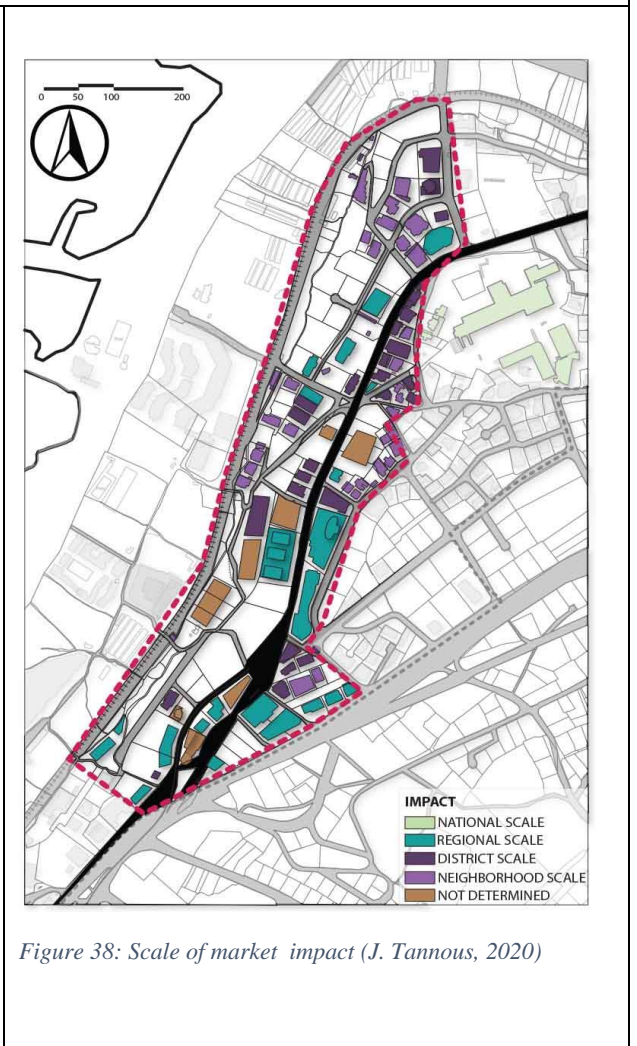 0 50 100 200
IMPACT
NATIONAL SCALE
REGIONAL SCALE
DISTRICT SCALE
NEIGHBORHOOD SCALE
NOT DETERMINED
Figure 38: Scale of market impact (J. Tannous, 2020)